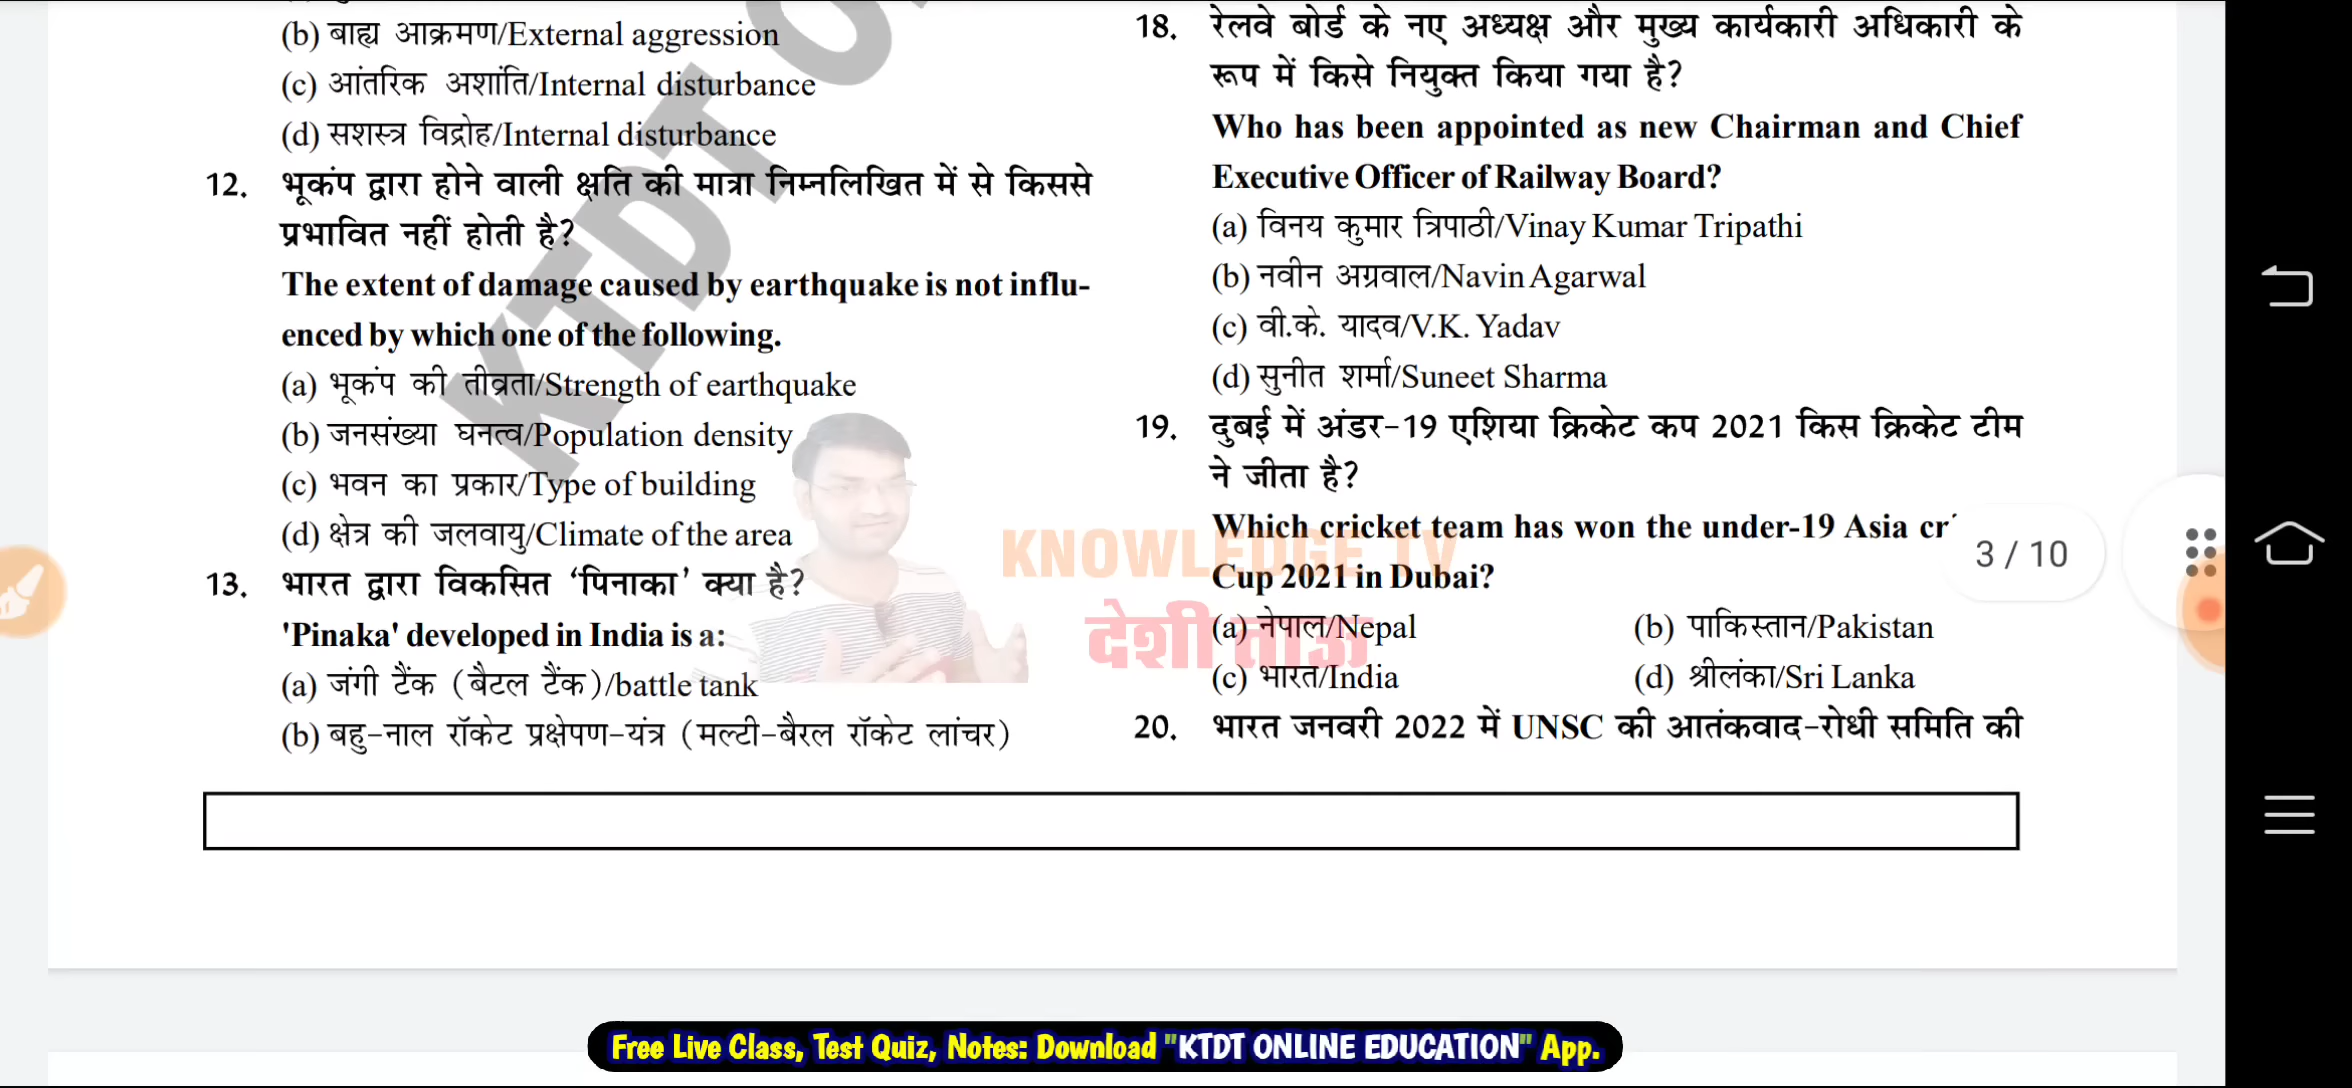 (b) बाह्य आक्रमण/External aggression
(c) आंतरिक अशांति/Internal disturbance
(d) सशस्त्र विद्रोह/Internal disturbance
12. भूकंप द्वारा होने वाली क्षति की मात्रा निम्नलिखित में से किससे
प्रभावित नहीं होती है?
The extent of damage caused by earthquake is not influ-
enced by which one of the following.
(a) भूकंप की तीव्रता/Strength of earthquake
(b) जनसंख्या घनत्व/Population density
(c) भवन का प्रकार/Type of building
(d) क्षेत्र की जलवायु/Climate of the area
13. भारत द्वारा विकसित ‘पिनाका’ क्या है?
'Pinaka' developed in India is a:
(a) जंगी टैंक (बैटल टैंक)/battle tank
(b) बहु-नाल रॉकेट प्रक्षेपण-यंत्र (मल्टी-बैरल रॉकेट लांचर)
18. रेलवे बोर्ड के नए अध्यक्ष और मुख्य कार्यकारी अधिकारी के
रूप में किसे नियुक्त किया गया है?
Who has been appointed as new Chairman and Chief
Executive Officer of Railway Board?
(a) विनय कुमार त्रिपाठी/Vinay Kumar Tripathi
(b) नवीन अग्रवाल/Navin Agarwal
(c) वी.के. यादव/V.K. Yadav
(d) सुनीत शर्मा/Suneet Sharma
19. दुबई में अंडर-19 एशिया क्रिकेट कप 2021 किस क्रिकेट टीम
ने जीता है?
Which cricket team has won the under-19 Asia cr
Cup 2021 in Dubai?
(a) नेपाल/Nepal (b) पाकिस्तान/Pakistan
(c) भारत/India (d) श्रीलंका/Sri Lanka
20. भारत जनवरी 2022 में UNSC की आतंकवाद-रोधी समिति की
3 / 10
KTDT
KNOWLEDGE TV
देशी ताऊ
Free Live Class, Test Quiz, Notes: Download "KTDT ONLINE EDUCATION" App.